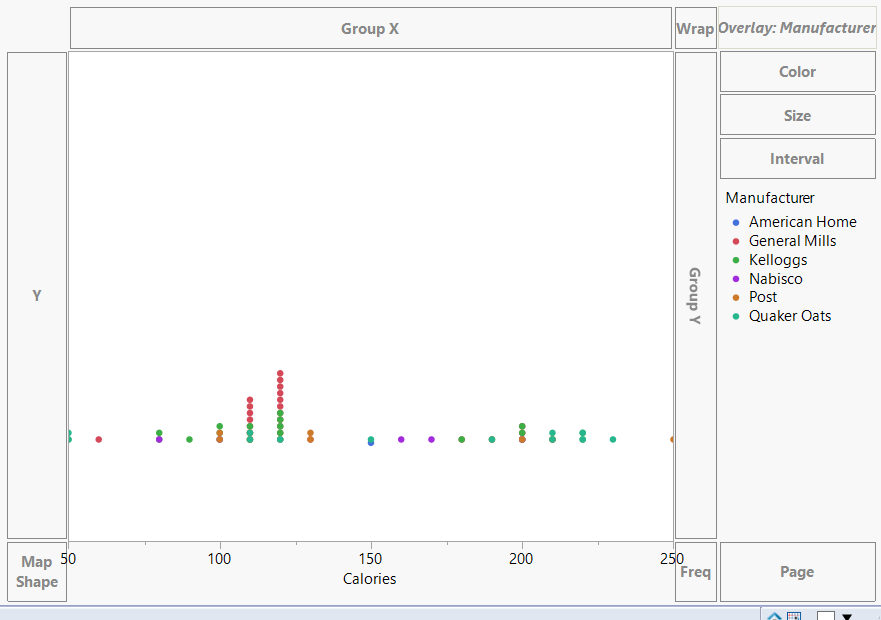 Group X
Wrap
Overlay: Manufacturer
Color
Size
Interval
Manufacturer
American Home
General Mills
Kelloggs
Nabisco
Post
Quaker Oats
Y
Group Y
Map
Shape
50 100 150 200 250
Calories
Freq
Page